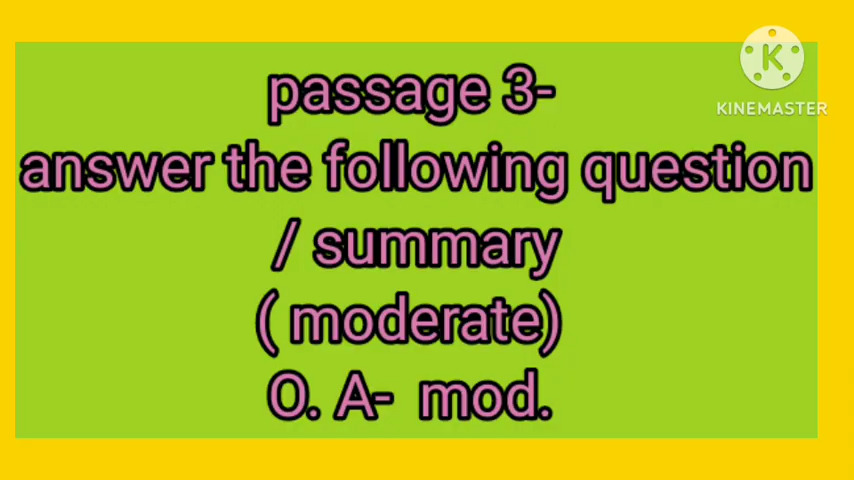 passage 3-
KINEMASTER
answer the following question
/ summary
( moderate)
O. A- mod.